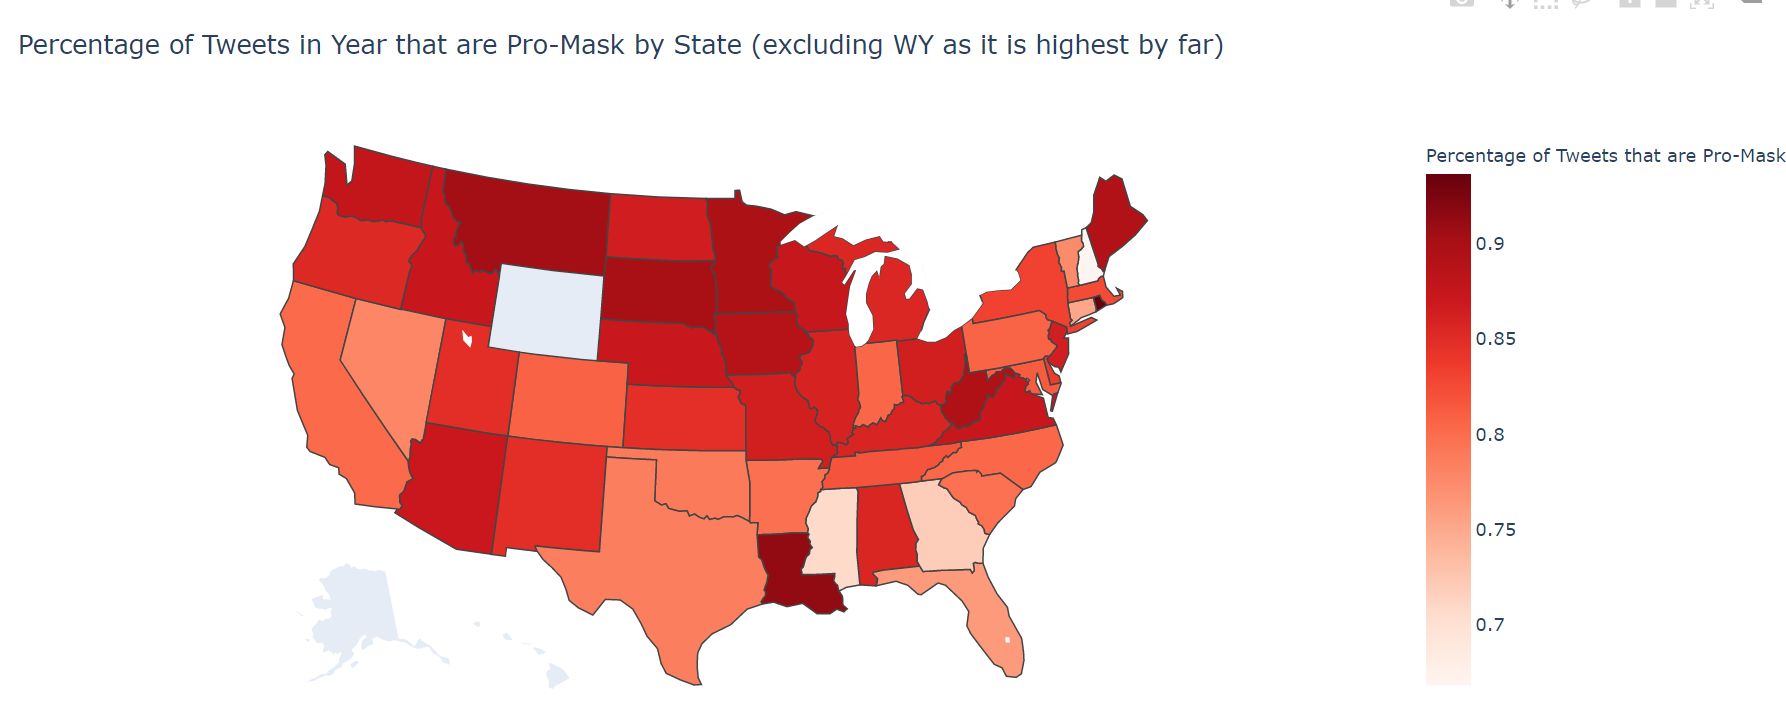 Percentage of Tweets in Year that are Pro-Mask by State (excluding WY as it is highest by far)
Percentage of Tweets that are Pro-Mask
0.9
0.85
0.8
0.75
0.7